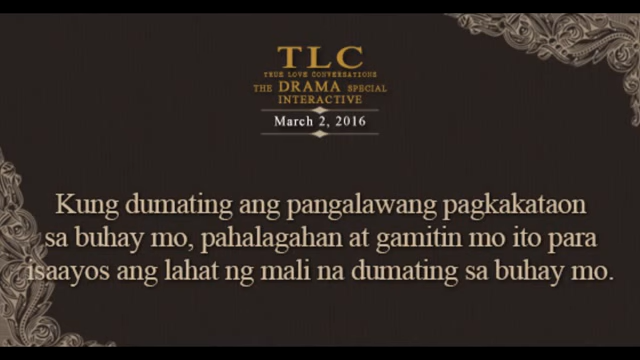 TLC
TRUE LOVE CONVERSATIONS
THE DRAMA SPECIAL
INTERACTIVE
March 2, 2016
Kung dumating ang pangalawang pagkakataon
sa buhay mo, pahalagahan at gamitin mo ito para
isaayos ang lahat ng mali na dumating sa buhay mo.